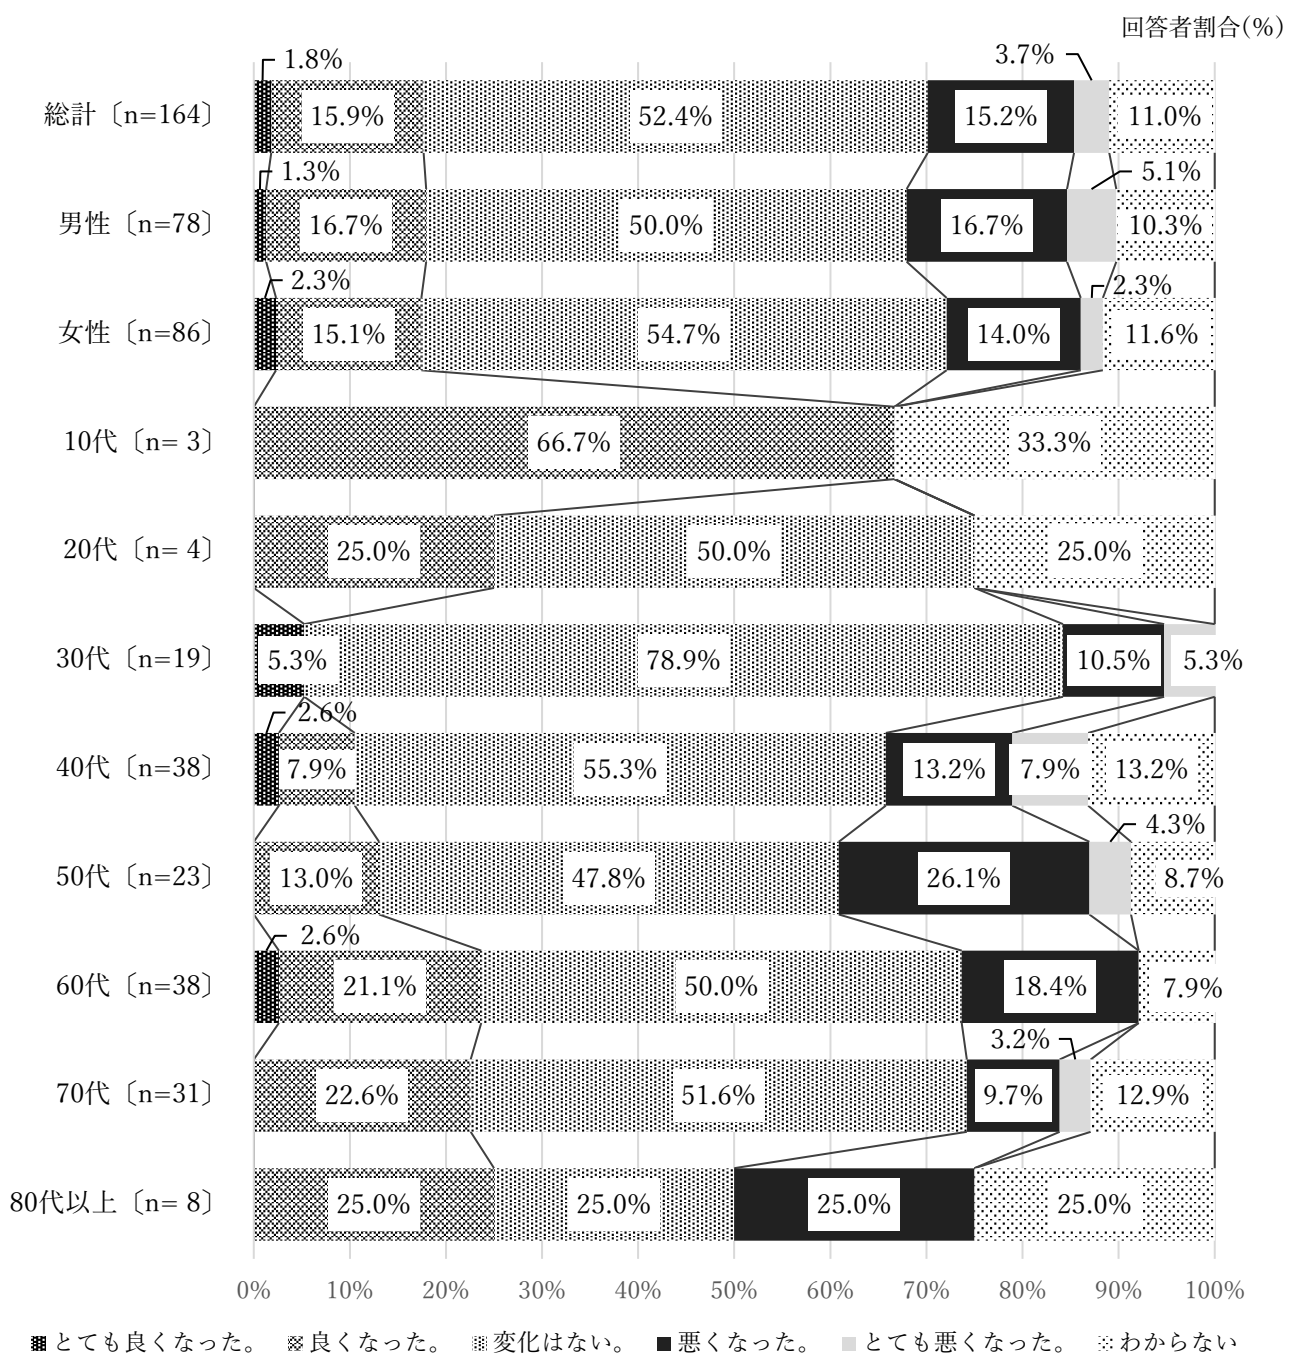 回答者割合(%)
1.8%
3.7%
総計〔n=164〕 15.9% 52.4% 15.2% 11.0%
1.3%
5.1%
男性〔n=78〕 16.7% 50.0% 16.7% 10.3%
2.3%
2.3%
女性〔n=86〕 15.1% 54.7% 14.0% 11.6%
10代〔n= 3〕 66.7% 33.3%
20代〔n= 4〕 25.0% 50.0% 25.0%
30代〔n=19〕 5.3% 78.9% 10.5% 5.3%
2.6%
40代〔n=38〕 7.9% 55.3% 13.2% 7.9% 13.2%
4.3%
50代〔n=23〕 13.0% 47.8% 26.1% 8.7%
2.6%
60代〔n=38〕 21.1% 50.0% 18.4% 7.9%
3.2%
70代〔n=31〕 22.6% 51.6% 9.7% 12.9%
80代以上〔n= 8〕 25.0% 25.0% 25.0% 25.0%
0% 10% 20% 30% 40% 50% 60% 70% 80% 90% 100%
とても良くなった。 良くなった。 変化はない。 悪くなった。 とても悪くなった。 わからない